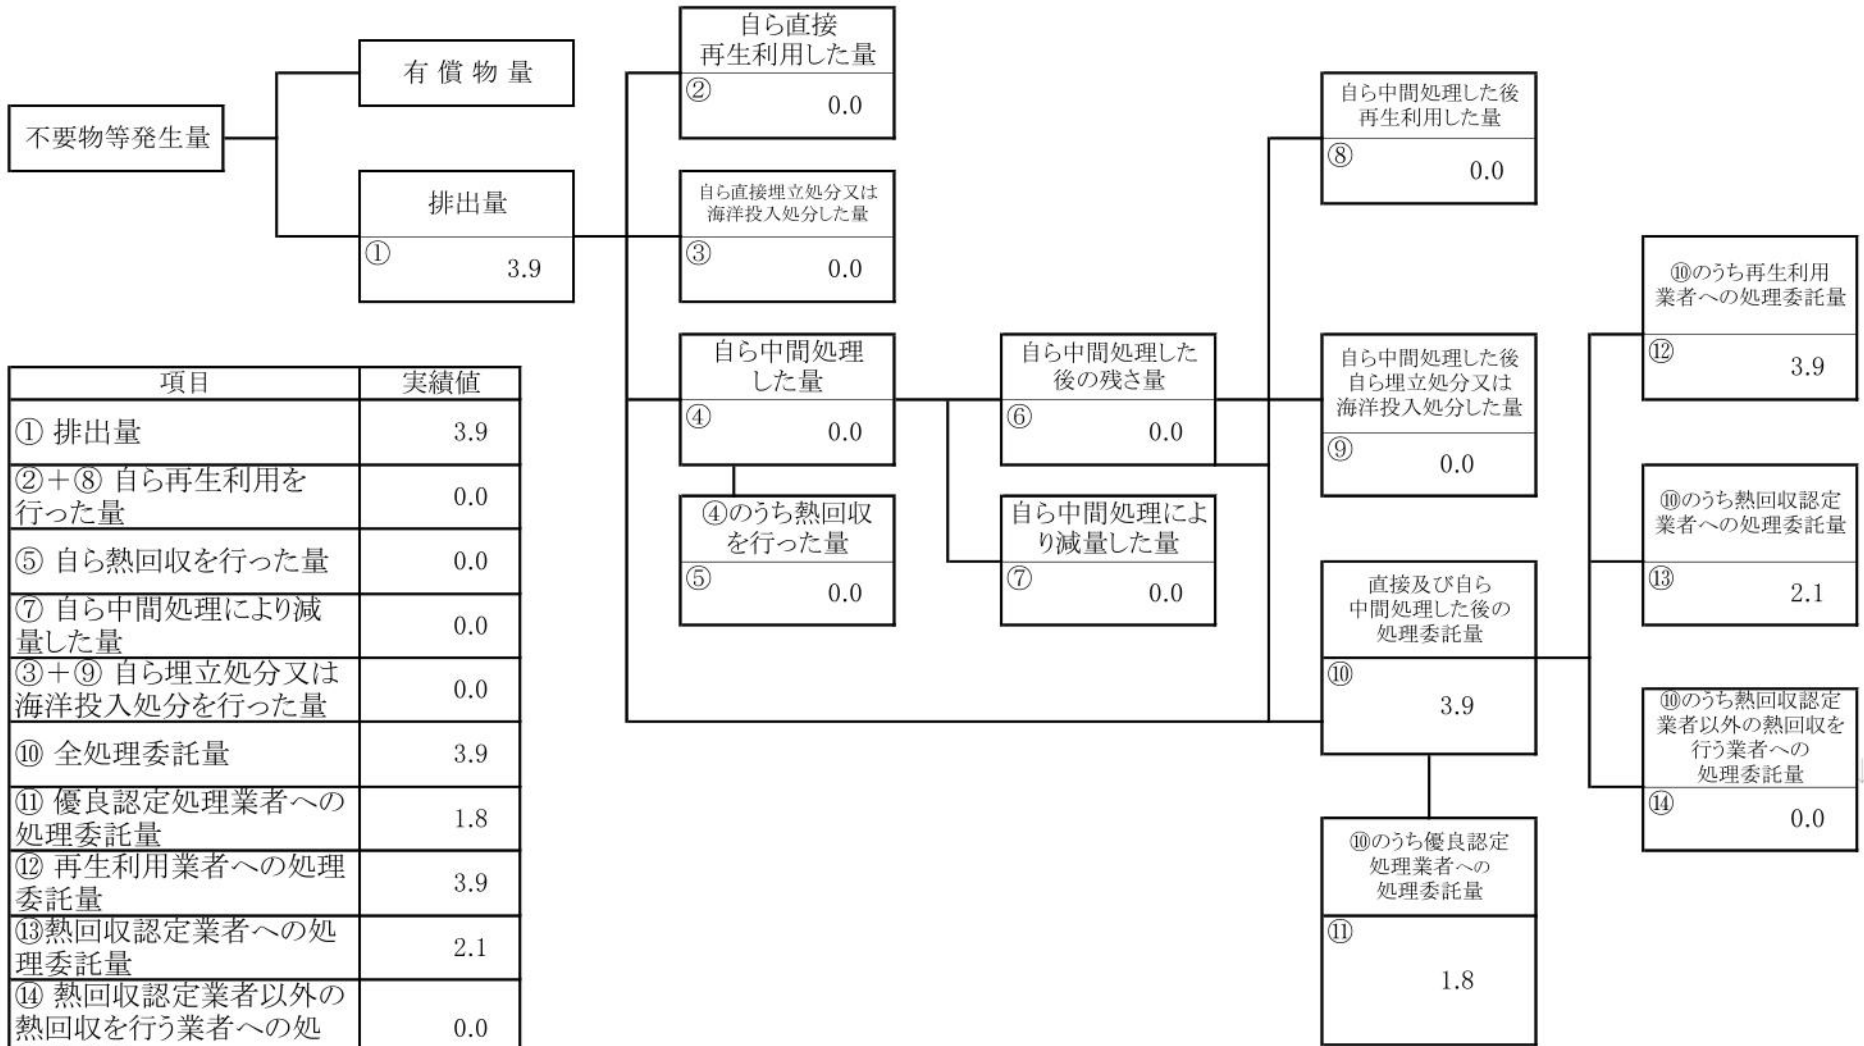 不要物等発生量
有 償 物 量
排出量
①
3.9
自ら直接
再生利用した量
②
0.0
自ら直接埋立処分又は
海洋投入処分した量
③
0.0
自ら中間処理
した量
④
0.0
④のうち熱回収
を行った量
⑤
0.0
自ら中間処理した
後の残さ量
⑥
0.0
自ら中間処理によ
り減量した量
⑦
0.0
自ら中間処理した後
再生利用した量
⑧
0.0
自ら中間処理した後
自ら埋立処分又は
海洋投入処分した量
⑨
0.0
直接及び自ら
中間処理した後の
処理委託量
⑩
3.9
⑩のうち優良認定
処理業者への
処理委託量
⑪
1.8
⑩のうち再生利用
業者への処理委託量
⑫
3.9
⑩のうち熱回収認定
業者への処理委託量
⑬
2.1
⑩のうち熱回収認定
業者以外の熱回収を
行う業者への
処理委託量
⑭
0.0
項目 実績値
① 排出量 3.9
②＋⑧ 自ら再生利用を
行った量 0.0
⑤ 自ら熱回収を行った量 0.0
⑦ 自ら中間処理により減
量した量 0.0
③＋⑨ 自ら埋立処分又は
海洋投入処分を行った量 0.0
⑩ 全処理委託量 3.9
⑪ 優良認定処理業者への
処理委託量 1.8
⑫ 再生利用業者への処理
委託量 3.9
⑬熱回収認定業者への処
理委託量 2.1
⑭ 熱回収認定業者以外の
熱回収を行う業者への処 0.0